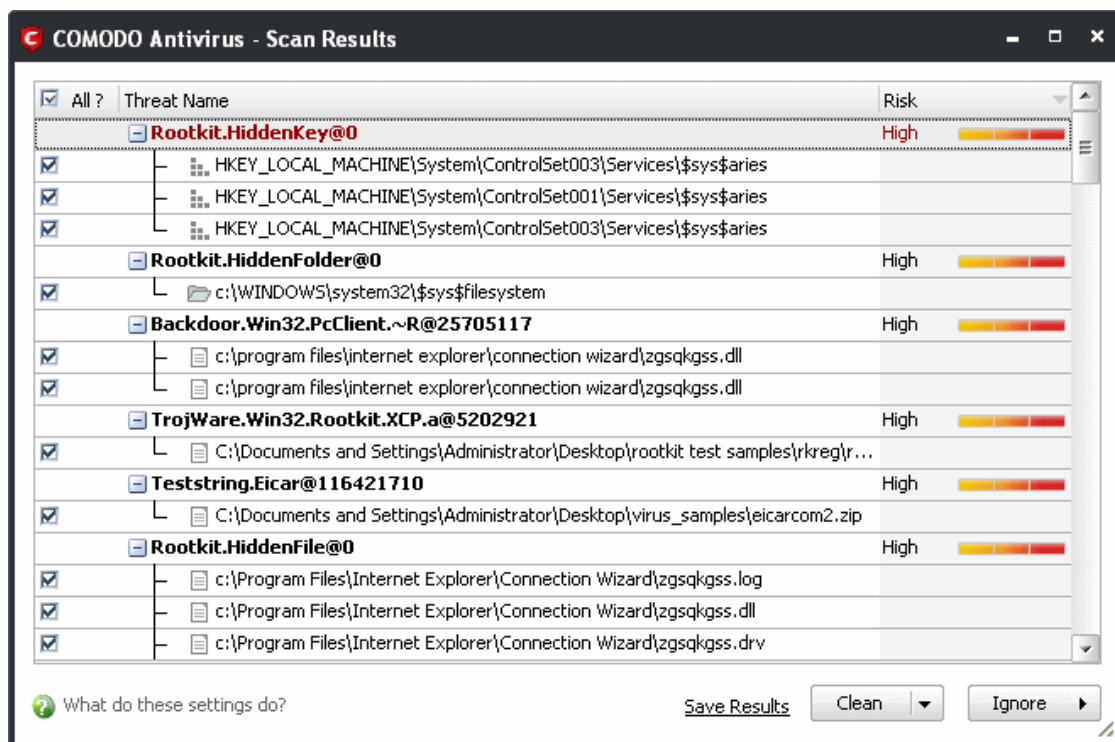 COMODO Antivirus - Scan Results
All ? Threat Name Risk
Rootkit.HiddenKey@0 High
HKEY_LOCAL_MACHINE\System\ControlSet003\Services\$sys$aries
HKEY_LOCAL_MACHINE\System\ControlSet001\Services\$sys$aries
HKEY_LOCAL_MACHINE\System\ControlSet003\Services\$sys$aries
Rootkit.HiddenFolder@0 High
c:\WINDOWS\system32\$sys$filesystem
Backdoor.Win32.PcClient.~R@25705117 High
c:\program files\internet explorer\connection wizard\zgsqkgss.dll
c:\program files\internet explorer\connection wizard\zgsqkgss.dll
TrojWare.Win32.Rootkit.XCP.a@5202921 High
C:\Documents and Settings\Administrator\Desktop\rootkit test samples\rkreg\r...
Teststring.Eicar@116421710 High
C:\Documents and Settings\Administrator\Desktop\virus_samples\eicarcom2.zip
Rootkit.HiddenFile@0 High
c:\Program Files\Internet Explorer\Connection Wizard\zgsqkgss.log
c:\Program Files\Internet Explorer\Connection Wizard\zgsqkgss.dll
c:\Program Files\Internet Explorer\Connection Wizard\zgsqkgss.drv
What do these settings do? Save Results Clean Ignore